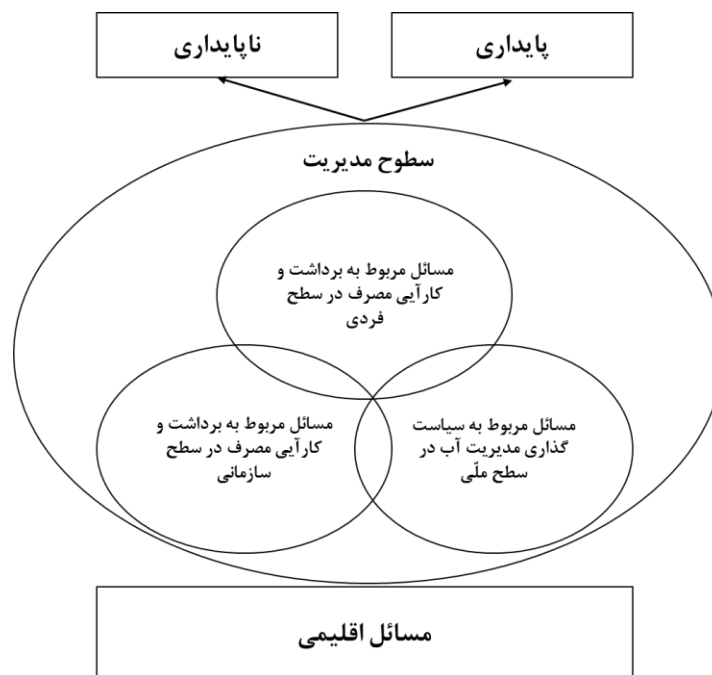 پایداری
ناپایداری
سطوح مدیریت
مسائل مربوط به برداشت و
کارآیی مصرف در سطح
فردی
مسائل مربوط به سیاست
گذاری مدیریت آب در
سطح ملّی
مسائل مربوط به برداشت و
کارآیی مصرف در سطح
سازمانی
مسائل اقلیمی